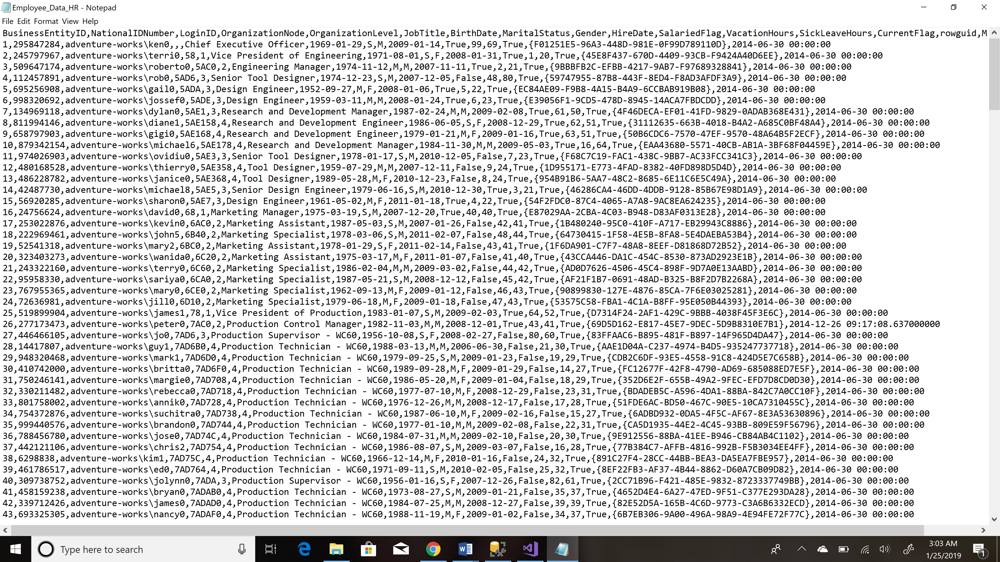 Employee_Data_HR - Notepad
File Edit Format View Help
BusinessEntityID,NationalIDNumber,LoginID,OrganizationNode,OrganizationLevel,JobTitle,BirthDate,MaritalStatus,Gender,HireDate,SalariedFlag,VacationHours,SickLeaveHours,CurrentFlag,rowguid,M
1,295847284,adventure-works\ken0,,,Chief Executive Officer,1969-01-29,S,M,2009-01-14,True,99,69,True,{F01251E5-96A3-448D-981E-0F99D789110D},2014-06-30 00:00:00
2,245797967,adventure-works\terri0,58,1,Vice President of Engineering,1971-08-01,S,F,2008-01-31,True,1,20,True,{45E8F437-670D-4409-93CB-F9424A40D6EE},2014-06-30 00:00:00
3,509647174,adventure-works\roberto0,5AC0,2,Engineering Manager,1974-11-12,M,M,2007-11-11,True,2,21,True,{9BBBFB2C-EFBB-4217-9AB7-F97689328841},2014-06-30 00:00:00
4,112457891,adventure-works\rob0,5AD6,3,Senior Tool Designer,1974-12-23,S,M,2007-12-05,False,48,80,True,{59747955-87B8-443F-8ED4-F8AD3AFDF3A9},2014-06-30 00:00:00
5,695256908,adventure-works\gail0,5ADA,3,Design Engineer,1952-09-27,M,F,2008-01-06,True,5,22,True,{EC84AE09-F9B8-4A15-B4A9-6CCBAB919B08},2014-06-30 00:00:00
6,998320692,adventure-works\jossef0,5ADE,3,Design Engineer,1959-03-11,M,M,2008-01-24,True,6,23,True,{E39056F1-9CD5-478D-8945-14ACA7FBDCDD},2014-06-30 00:00:00
7,134969118,adventure-works\dylan0,5AE1,3,Research and Development Manager,1987-02-24,M,M,2009-02-08,True,61,50,True,{4F46DECA-EF01-41FD-9829-0ADAB368E431},2014-06-30 00:00:00
8,811994146,adventure-works\diane1,5AE158,4,Research and Development Engineer,1986-06-05,S,F,2008-12-29,True,62,51,True,{31112635-663B-4018-B4A2-A685C0BF48A4},2014-06-30 00:00:00
9,658797903,adventure-works\gigi0,5AE168,4,Research and Development Engineer,1979-01-21,M,F,2009-01-16,True,63,51,True,{50B6CDC6-7570-47EF-9570-48A64B5F2ECF},2014-06-30 00:00:00
10,879342154,adventure-works\michael6,5AE178,4,Research and Development Manager,1984-11-30,M,M,2009-05-03,True,16,64,True,{EAA43680-5571-40CB-AB1A-3BF68F04459E},2014-06-30 00:00:00
11,974026903,adventure-works\ovidiu0,5AE3,3,Senior Tool Designer,1978-01-17,S,M,2010-12-05,False,7,23,True,{F68C7C19-FAC1-438C-9BB7-AC33FCC341C3},2014-06-30 00:00:00
12,480168528,adventure-works\thierry0,5AE358,4,Tool Designer,1959-07-29,M,M,2007-12-11,False,9,24,True,{1D955171-E773-4FAD-8382-40FD898D5D4D},2014-06-30 00:00:00
13,486228782,adventure-works\janice0,5AE368,4,Tool Designer,1989-05-28,M,F,2010-12-23,False,8,24,True,{954B91B6-5AA7-48C2-8685-6E11C6E5C49A},2014-06-30 00:00:00
14,42487730,adventure-works\michael8,5AE5,3,Senior Design Engineer,1979-06-16,S,M,2010-12-30,True,3,21,True,{46286CA4-46DD-4DDB-9128-85B67E98D1A9},2014-06-30 00:00:00
15,56920285,adventure-works\sharon0,5AE7,3,Design Engineer,1961-05-02,M,F,2011-01-18,True,4,22,True,{54F2FDC0-87C4-4065-A7A8-9AC8EA624235},2014-06-30 00:00:00
16,24756624,adventure-works\david0,68,1,Marketing Manager,1975-03-19,S,M,2007-12-20,True,40,40,True,{E87029AA-2CBA-4C03-B948-D83AF0313E28},2014-06-30 00:00:00
17,253022876,adventure-works\kevin0,6AC0,2,Marketing Assistant,1987-05-03,S,M,2007-01-26,False,42,41,True,{1B480240-95C0-410F-A717-EB29943C8886},2014-06-30 00:00:00
18,222969461,adventure-works\john5,6B40,2,Marketing Specialist,1978-03-06,S,M,2011-02-07,False,48,44,True,{64730415-1F58-4E5B-8FA8-5E4DAEBA53B4},2014-06-30 00:00:00
19,52541318,adventure-works\mary2,6BC0,2,Marketing Assistant,1978-01-29,S,F,2011-02-14,False,43,41,True,{1F6DA901-C7F7-48A8-8EEF-D81868D72B52},2014-06-30 00:00:00
20,323403273,adventure-works\wanida0,6C20,2,Marketing Assistant,1975-03-17,M,F,2011-01-07,False,41,40,True,{43CCA446-DA1C-454C-8530-873AD2923E1B},2014-06-30 00:00:00
21,243322160,adventure-works\terry0,6C60,2,Marketing Specialist,1986-02-04,M,M,2009-03-02,False,44,42,True,{AD0D7626-4506-45C4-898F-9D7A0E13AABD},2014-06-30 00:00:00
22,95958330,adventure-works\sariya0,6CA0,2,Marketing Specialist,1987-05-21,S,M,2008-12-12,False,45,42,True,{AF21F1B7-0691-48AD-B325-B8F2D7B2268A},2014-06-30 00:00:00
23,767955365,adventure-works\mary0,6CE0,2,Marketing Specialist,1962-09-13,M,F,2009-01-12,False,46,43,True,{90899830-127E-4876-85CA-7F6E03025281},2014-06-30 00:00:00
24,72636981,adventure-works\jill0,6D10,2,Marketing Specialist,1979-06-18,M,F,2009-01-18,False,47,43,True,{53575C58-FBA1-4C1A-B8FF-95E050B44393},2014-06-30 00:00:00
25,519899904,adventure-works\james1,78,1,Vice President of Production,1983-01-07,S,M,2009-02-03,True,64,52,True,{D7314F24-2AF1-429C-9BBB-4038F45F3E6C},2014-06-30 00:00:00
26,277173473,adventure-works\peter0,7AC0,2,Production Control Manager,1982-11-03,M,M,2008-12-01,True,43,41,True,{69D5D162-E817-45E7-9DEC-5D9B8310E7B1},2014-12-26 09:17:08.637000000
27,446466105,adventure-works\jo0,7AD6,3,Production Supervisor - WC60,1956-10-08,S,F,2008-02-27,False,80,60,True,{83FFAAC6-B895-481F-B897-14F965D4DA47},2014-06-30 00:00:00
28,14417807,adventure-works\guy1,7AD6B0,4,Production Technician - WC60,1988-03-13,M,M,2006-06-30,False,21,30,True,{AAE1D04A-C237-4974-B4D5-935247737718},2014-06-30 00:00:00
29,948320468,adventure-works\mark1,7AD6D0,4,Production Technician - WC60,1979-09-25,S,M,2009-01-23,False,19,29,True,{CDB2C6DF-93E5-4558-91C8-424D5E7C658B},2014-06-30 00:00:00
30,410742000,adventure-works\britta0,7AD6F0,4,Production Technician - WC60,1989-09-28,M,F,2009-01-29,False,14,27,True,{FC12677F-42F8-4790-AD69-685088ED7E5F},2014-06-30 00:00:00
31,750246141,adventure-works\margie0,7AD708,4,Production Technician - WC60,1986-05-20,M,F,2009-01-04,False,18,29,True,{352D6E2F-655B-49A2-9FEC-EFD7D8CD0D30},2014-06-30 00:00:00
32,330211482,adventure-works\rebecca0,7AD718,4,Production Technician - WC60,1977-07-10,M,F,2008-12-29,False,23,31,True,{BDADEB5C-A596-4DA1-88BA-842C7A0CC10F},2014-06-30 00:00:00
33,801758002,adventure-works\annik0,7AD728,4,Production Technician - WC60,1976-12-26,M,M,2008-12-17,False,17,28,True,{51FDE6AC-BD50-467C-90E5-10CA7310455C},2014-06-30 00:00:00
34,754372876,adventure-works\suchitra0,7AD738,4,Production Technician - WC60,1987-06-10,M,F,2009-02-16,False,15,27,True,{6ADBD932-0DA5-4F5C-AF67-8E3A53630896},2014-06-30 00:00:00
35,999440576,adventure-works\brandon0,7AD744,4,Production Technician - WC60,1977-01-10,M,M,2009-02-08,False,22,31,True,{CA5D1935-44E2-4C45-93BB-809E59F56796},2014-06-30 00:00:00
36,788456780,adventure-works\jose0,7AD74C,4,Production Technician - WC60,1984-07-31,M,M,2009-02-10,False,20,30,True,{9E912556-88BA-41EE-B946-CB84AB4C1102},2014-06-30 00:00:00
37,442121106,adventure-works\chris2,7AD754,4,Production Technician - WC60,1986-08-07,S,M,2009-03-07,False,16,28,True,{77B384C7-AFFB-4816-992B-F5B3034EE4FF},2014-06-30 00:00:00
38,6298838,adventure-works\kim1,7AD75C,4,Production Technician - WC60,1966-12-14,M,F,2010-01-16,False,24,32,True,{891C27F4-28CC-44BB-BEA3-DA5EA7FBE957},2014-06-30 00:00:00
39,461786517,adventure-works\ed0,7AD764,4,Production Technician - WC60,1971-09-11,S,M,2010-02-05,False,25,32,True,{8EF22FB3-AF37-4B44-8862-D60A7CB09D82},2014-06-30 00:00:00
40,309738752,adventure-works\jolynn0,7ADA,3,Production Supervisor - WC60,1956-01-16,S,F,2007-12-26,False,82,61,True,{2CC71B96-F421-485E-9832-8723337749BB},2014-06-30 00:00:00
41,458159238,adventure-works\bryan0,7ADAB0,4,Production Technician - WC60,1973-08-27,S,M,2009-01-21,False,35,37,True,{4652D4E4-6A27-47ED-9F51-C377E293DA28},2014-06-30 00:00:00
42,339712426,adventure-works\james0,7ADAD0,4,Production Technician - WC60,1984-07-25,M,M,2008-12-27,False,39,39,True,{82E52D5A-165B-4C6D-9773-C3A6B6332ECD},2014-06-30 00:00:00
43,693325305,adventure-works\nancy0,7ADAF0,4,Production Technician - WC60,1988-11-19,M,F,2009-01-02,False,34,37,True,{6B7EB306-9A00-496A-98A9-4E94FE72F77C},2014-06-30 00:00:00
Type here to search
3:03 AM
1/25/2019
1